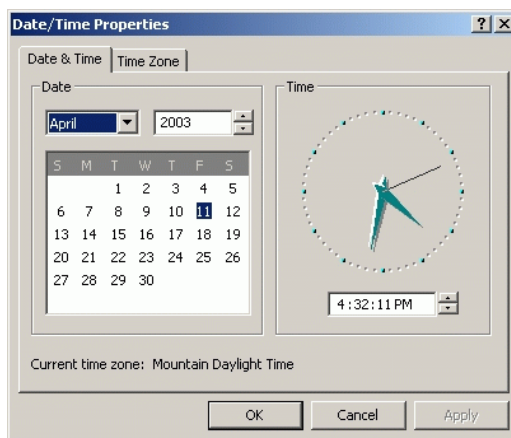 Date/Time Properties
Date & Time Time Zone
Date
April 2003
S M T W T F S
1 2 3 4 5
6 7 8 9 10 11 12
13 14 15 16 17 18 19
20 21 22 23 24 25 26
27 28 29 30
Time
4:32:11 PM
Current time zone: Mountain Daylight Time
OK Cancel Apply